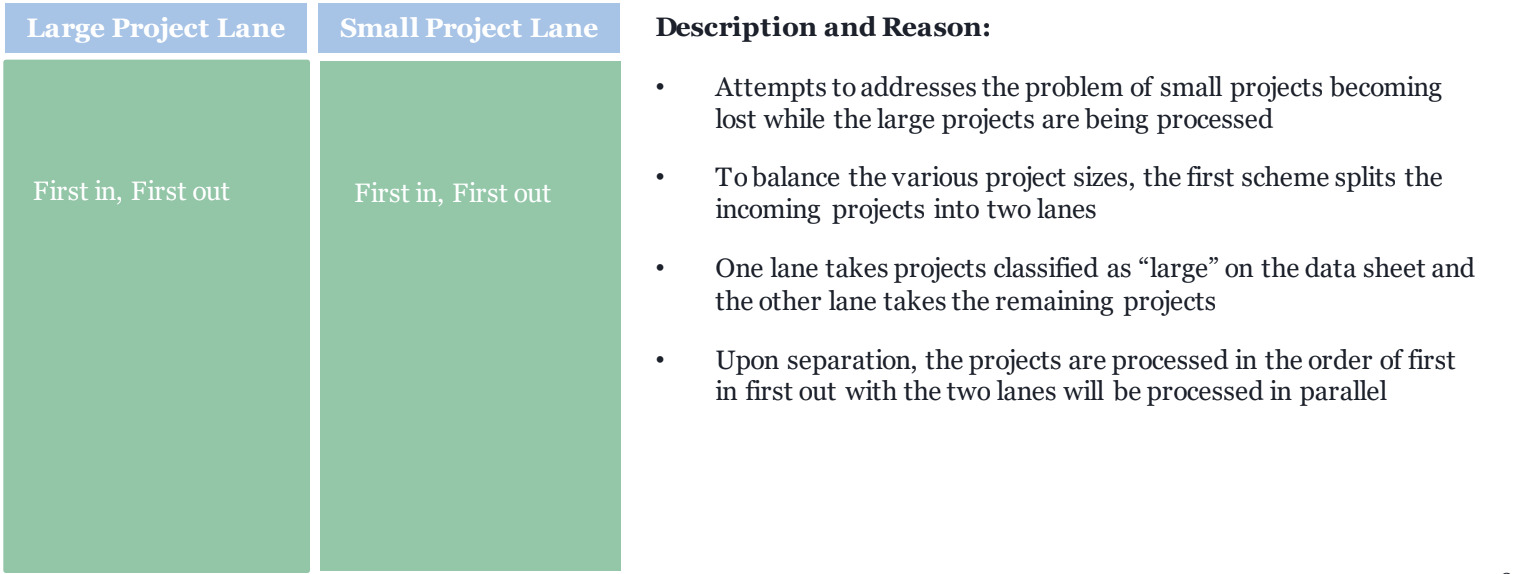 Large Project Lane
Small Project Lane
First in, First out
First in, First out
Description and Reason:
• Attempts to addresses the problem of small projects becoming
lost while the large projects are being processed
• To balance the various project sizes, the first scheme splits the
incoming projects into two lanes
• One lane takes projects classified as “large” on the data sheet and
the other lane takes the remaining projects
• Upon separation, the projects are processed in the order of first
in first out with the two lanes will be processed in parallel